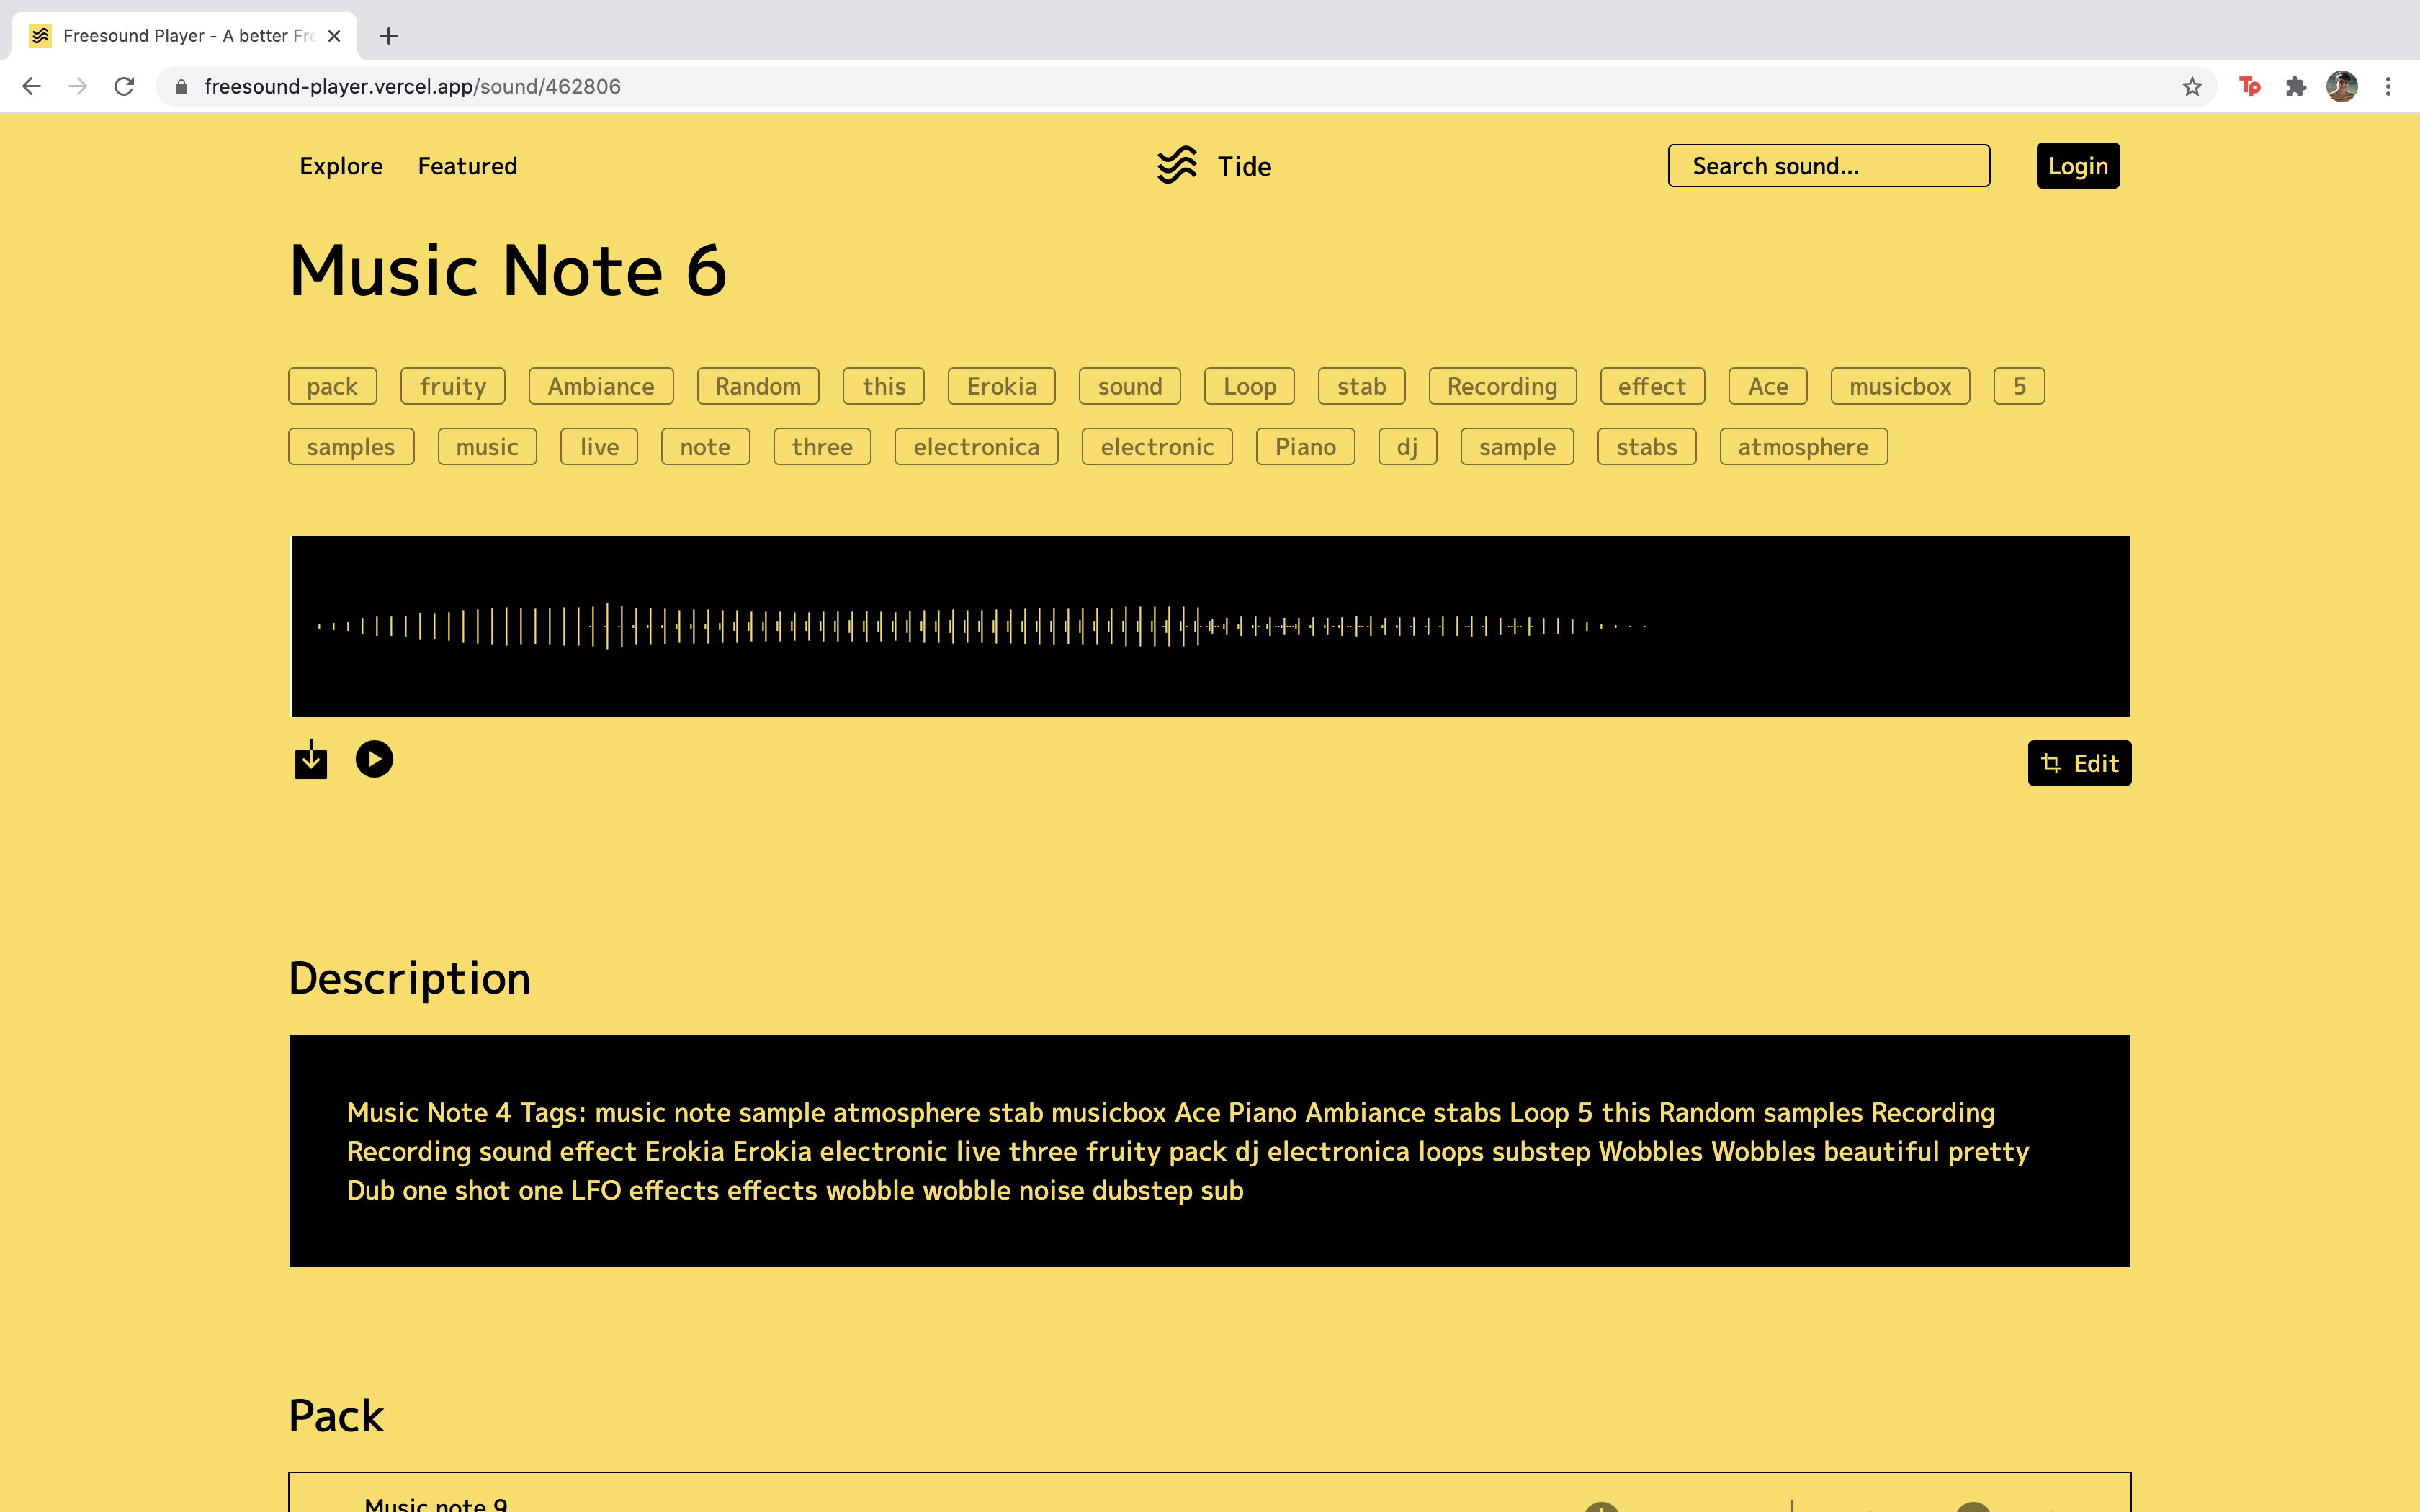 Freesound Player - A better Fre
freesound-player.vercel.app/sound/462806
Tp
Explore Featured Tide Search sound... Login
Music Note 6
pack fruity Ambiance Random this Erokia sound Loop stab Recording effect Ace musicbox 5
samples music live note three electronica electronic Piano dj sample stabs atmosphere
Edit
Description
Music Note 4 Tags: music note sample atmosphere stab musicbox Ace Piano Ambiance stabs Loop 5 this Random samples Recording
Recording sound effect Erokia Erokia electronic live three fruity pack dj electronica loops substep Wobbles Wobbles beautiful pretty
Dub one shot one LFO effects effects wobble wobble noise dubstep sub
Pack
Music note 9